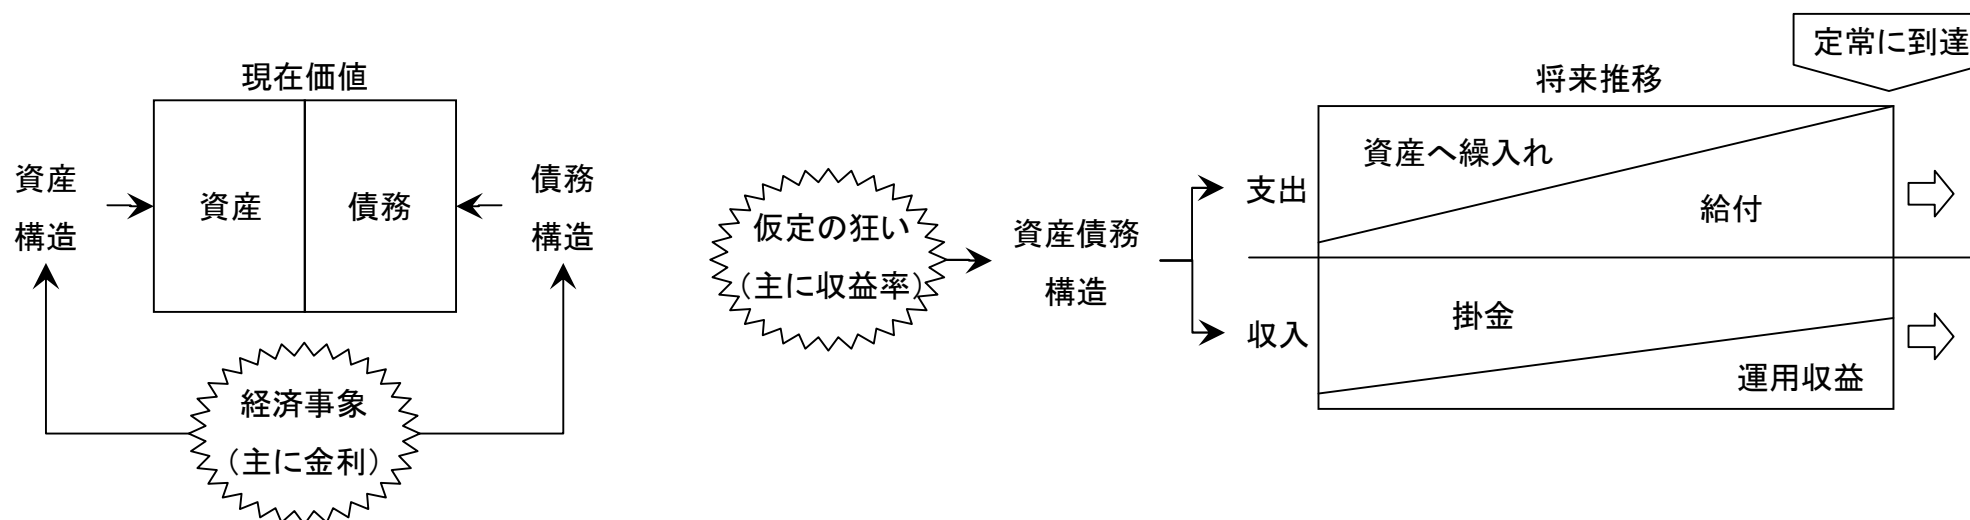 現在価値
資産
構造
資産
債務
債務
構造
経済事象
(主に金利)
仮定の狂い
(主に収益率)
資産債務
構造
支出
収入
将来推移
定常に到達
資産へ繰入れ
給付
掛金
運用収益